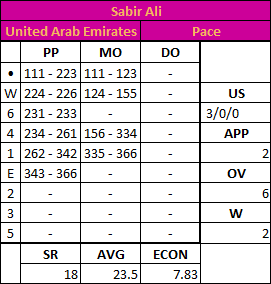 Sabir Ali
United Arab Emirates Pace
PP MO DO
• 111 - 223 111 - 123 -
W 224 - 226 124 - 155 - US
6 231 - 233 - - 3/0/0
4 234 - 261 156 - 334 - APP
1 262 - 342 335 - 366 - 2
E 343 - 366 - - OV
2 - - - 6
3 - - - W
5 - - - 2
SR AVG ECON
18 23.5 7.83